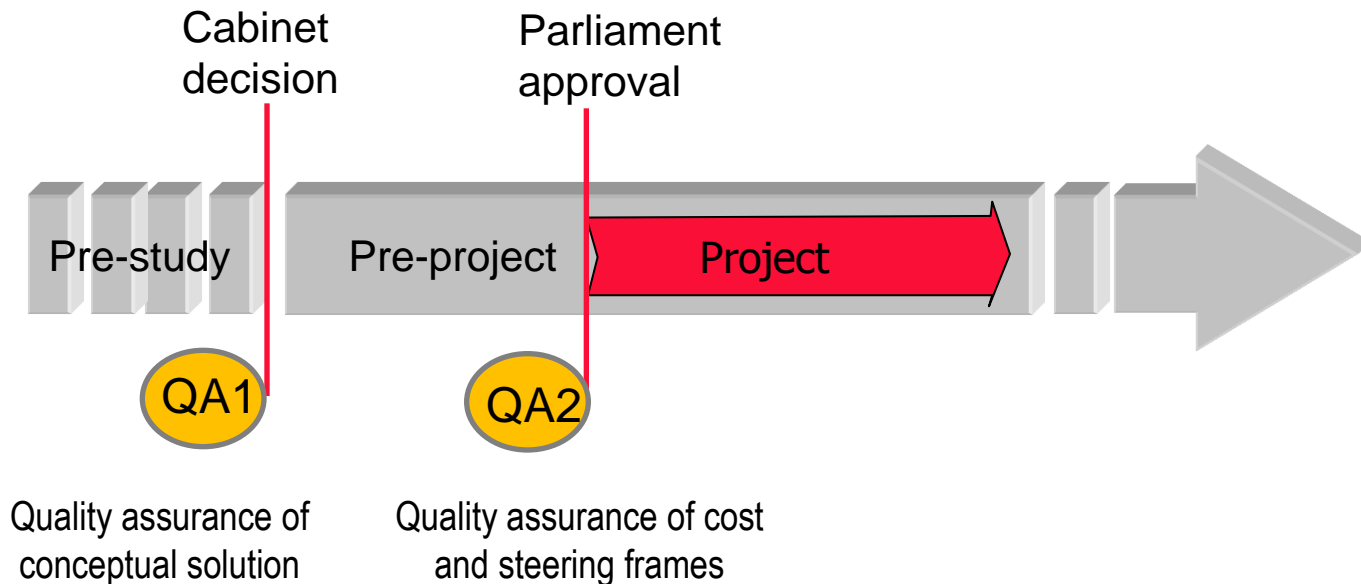 Cabinet
decision
Parliament
approval
Pre-study
Pre-project
Project
QA1
QA2
Quality assurance of
conceptual solution
Quality assurance of cost
and steering frames